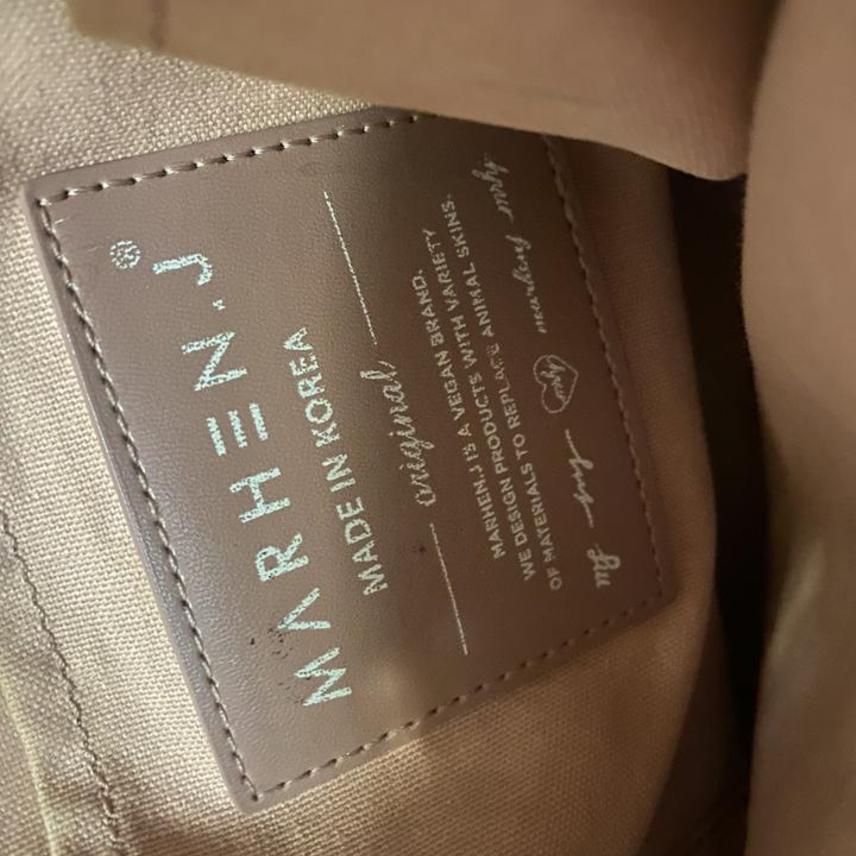 MARHEN.J®
MADE IN KOREA
original
MARHEN.J IS A VEGAN BRAND.
WE DESIGN PRODUCTS WITH VARIETY
OF MATERIALS TO REPLACE ANIMAL SKINS.